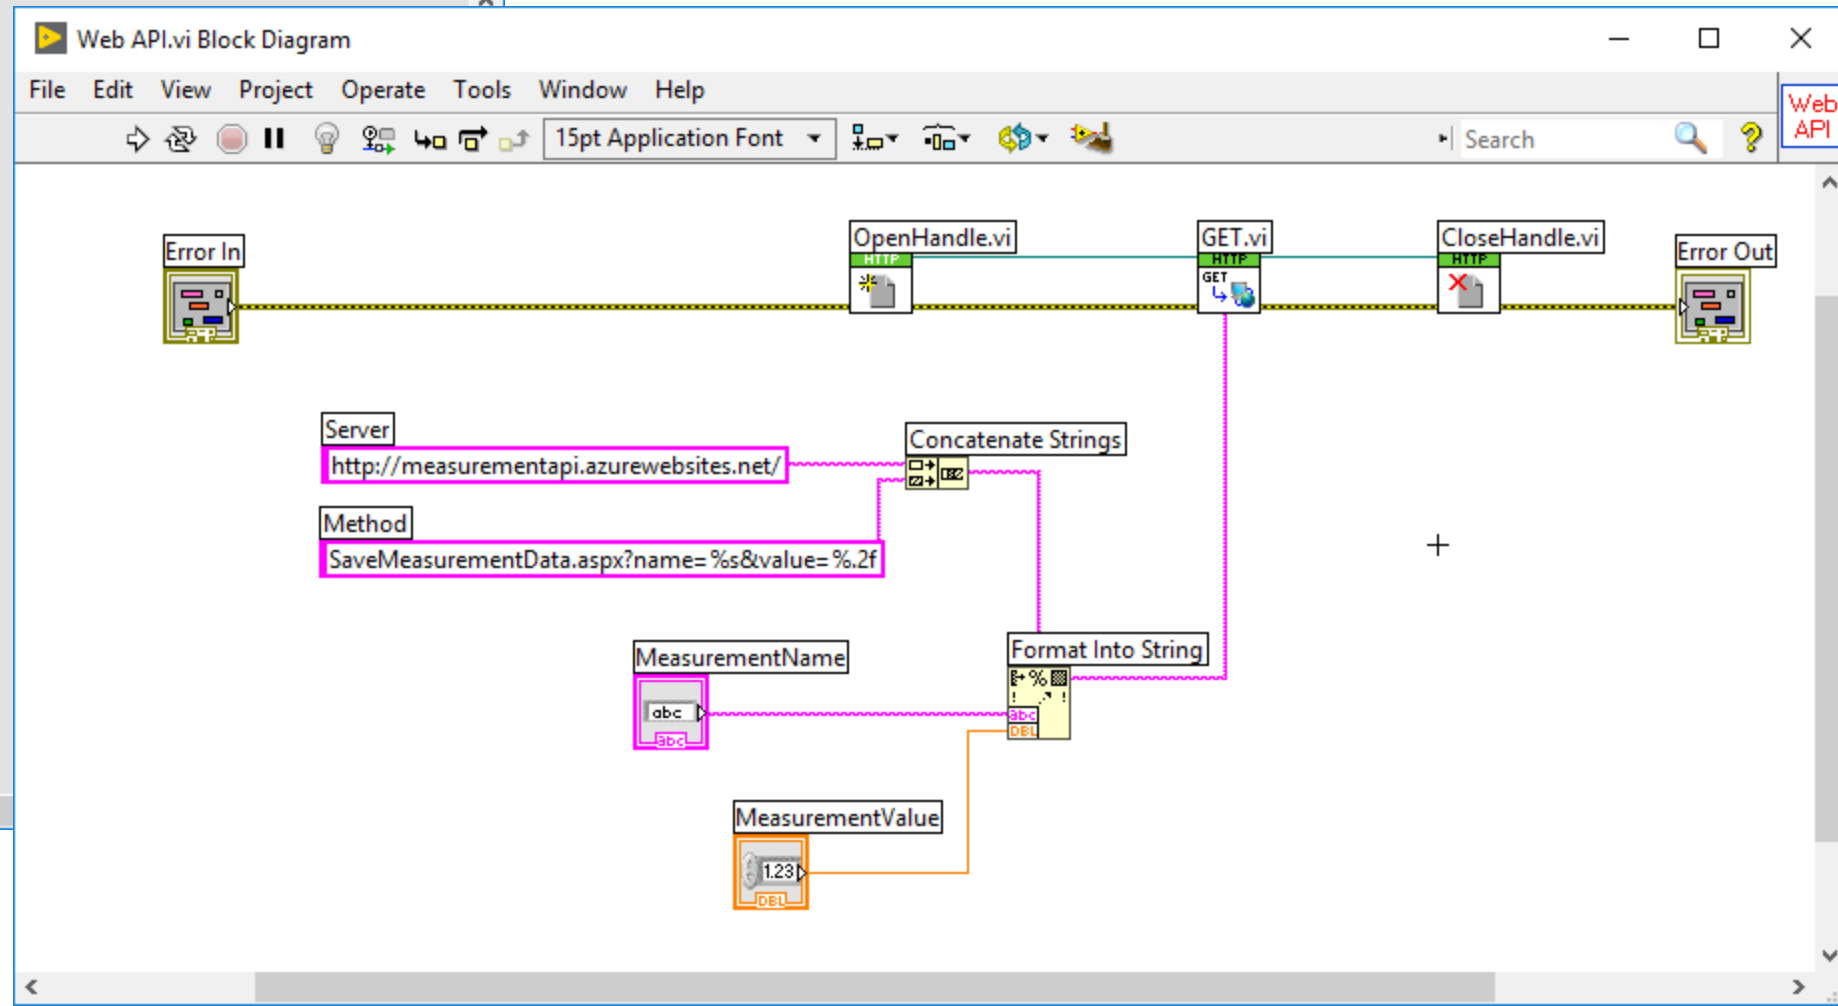 Web API.vi Block Diagram
File Edit View Project Operate Tools Window Help
15pt Application Font
Search
Web
API
OpenHandle.vi
GET.vi
CloseHandle.vi
Error In
Error Out
HTTP
HTTP
GET
HTTP
Server
http://measurementapi.azurewebsites.net/
Concatenate Strings
Method
SaveMeasurementData.aspx?name=%s&value=%.2f
MeasurementName
abc
abc
Format Into String
%
abc
DBL
MeasurementValue
1.23
DBL